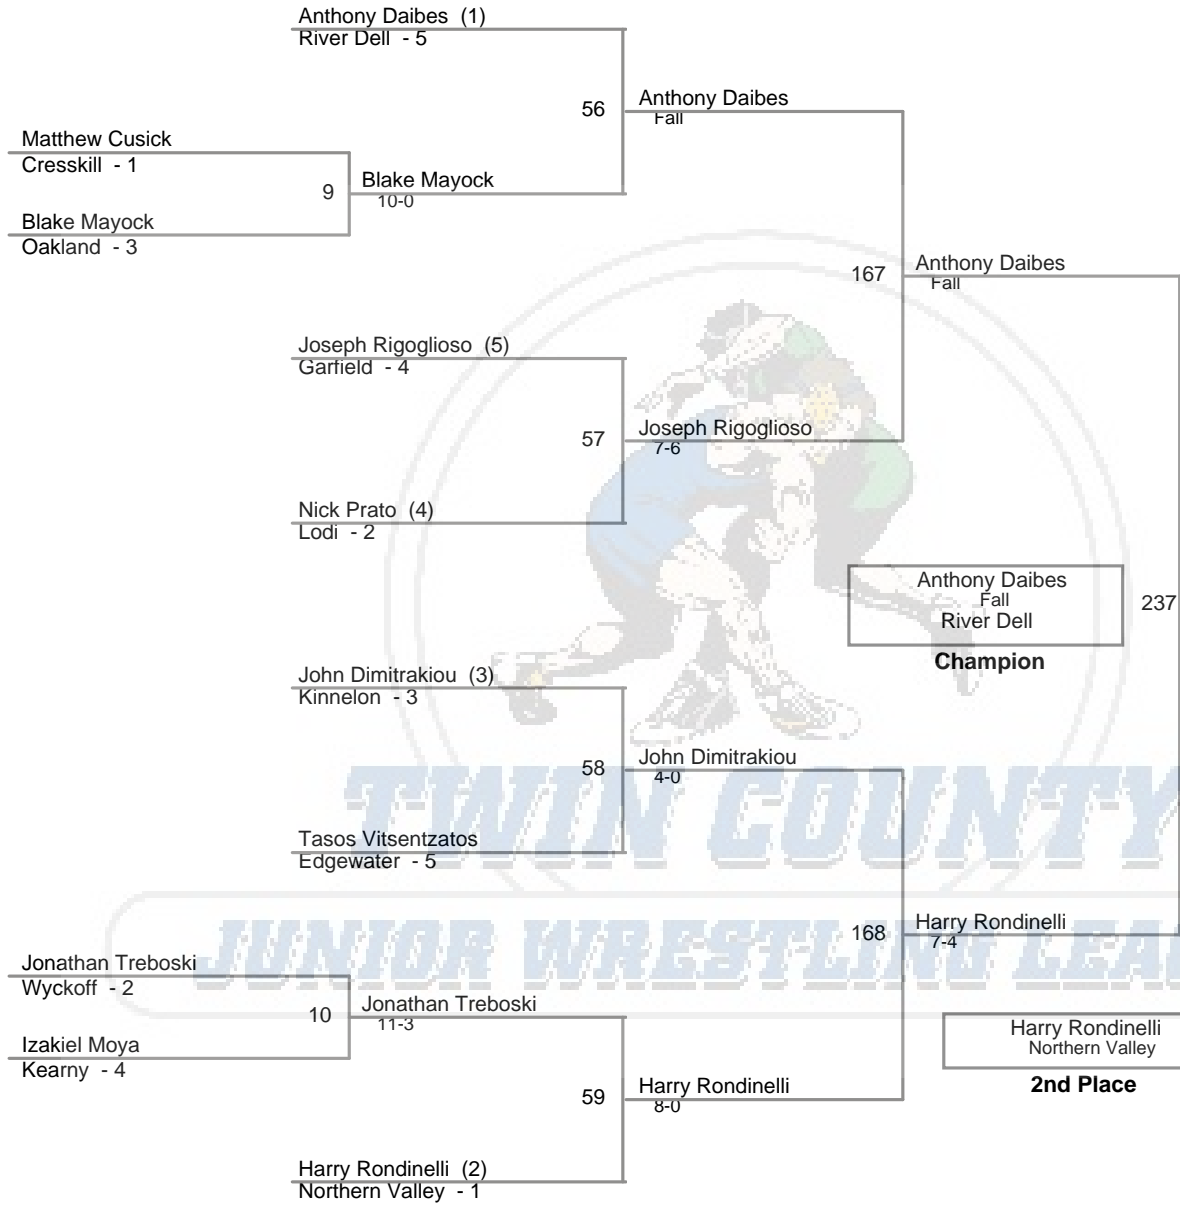 Anthony Daibes (1)
River Dell - 5
56
Anthony Daibes
Fall
Matthew Cusick
Cresskill - 1
9
Blake Mayock
10-0
Blake Mayock
Oakland - 3
167
Anthony Daibes
Fall
Joseph Rigoglioso (5)
Garfield - 4
57
Joseph Rigoglioso
7-6
Nick Prato (4)
Lodi - 2
Anthony Daibes
Fall
River Dell
237
Champion
John Dimitrakiou (3)
Kinnelon - 3
58
John Dimitrakiou
4-0
TWIN COUNTY
Tasos Vitsentzatos
Edgewater - 5
168
Harry Rondinelli
7-4
JUNIOR WRESTLING LEA
Jonathan Treboski
Wyckoff - 2
10
Jonathan Treboski
11-3
Izakiel Moya
Kearny - 4
Harry Rondinelli
Northern Valley
2nd Place
59
Harry Rondinelli
8-0
Harry Rondinelli (2)
Northern Valley - 1